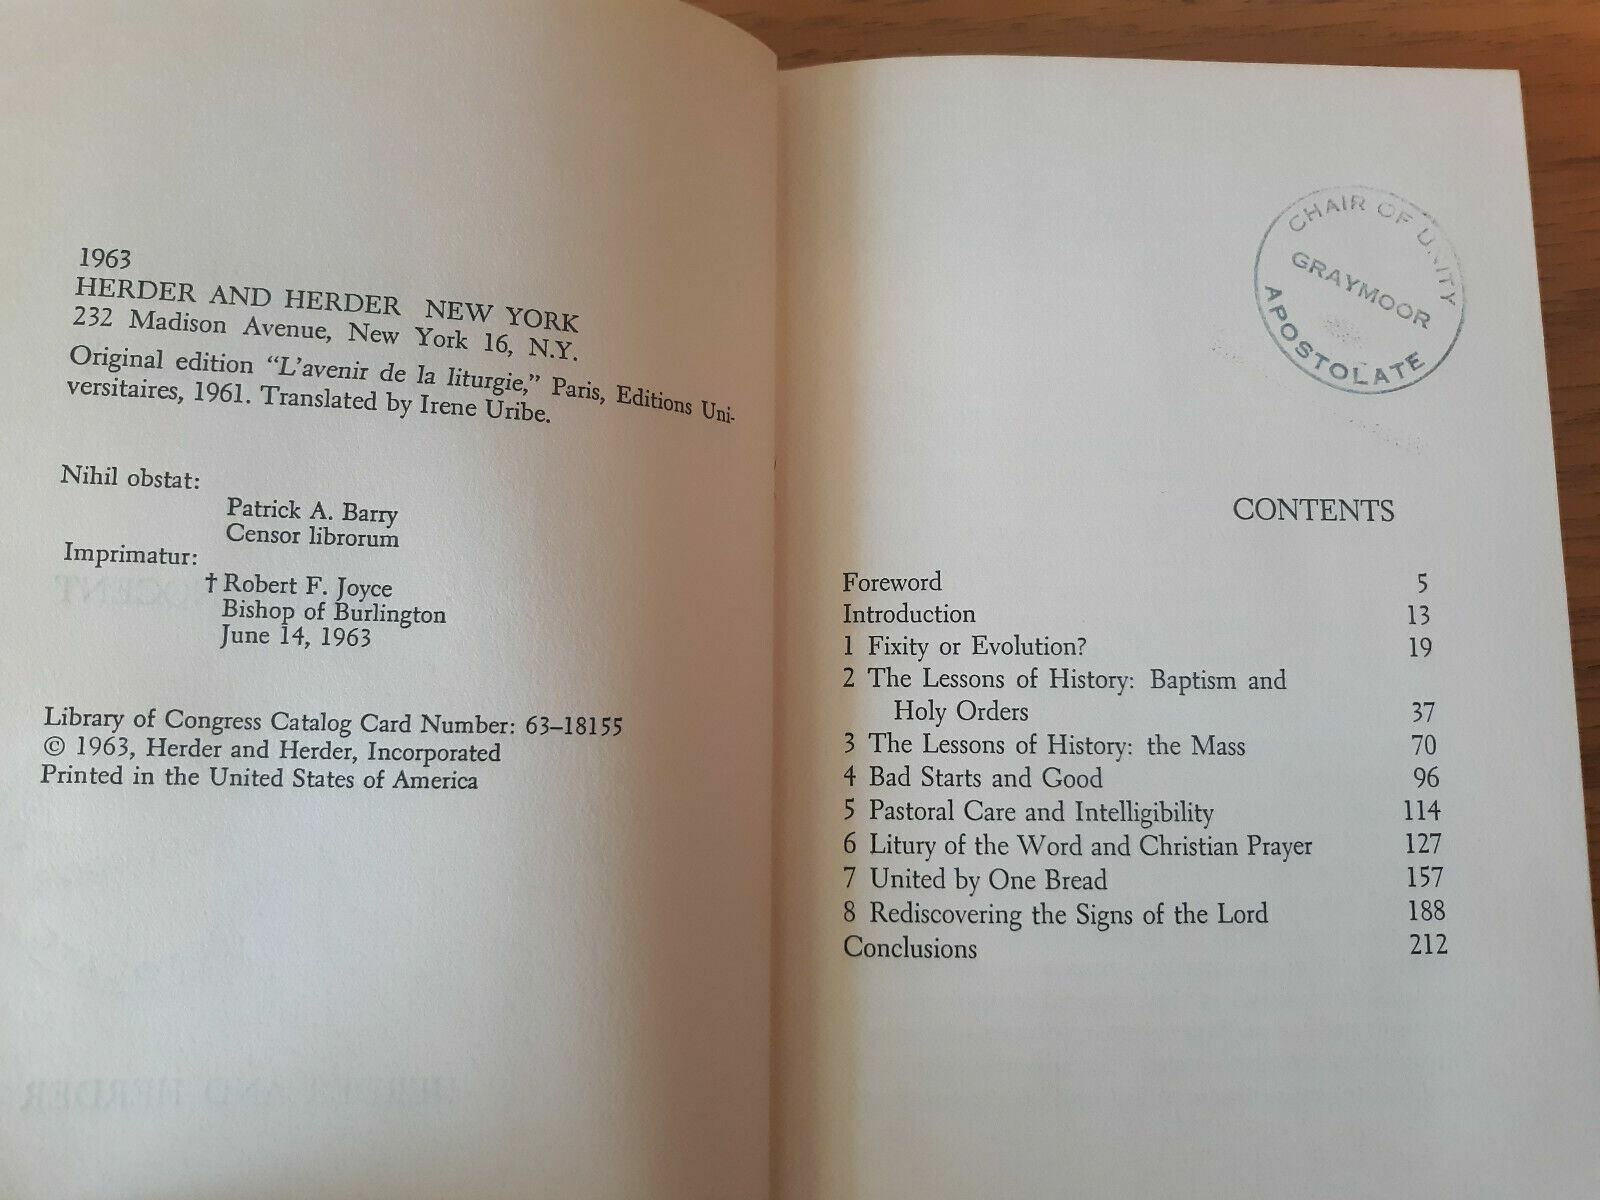 1963
HERDER AND HERDER NEW YORK
232 Madison Avenue, New York 16, N.Y.
Original edition “L’avenir de la liturgie,” Paris, Editions Uni-
versitaires, 1961. Translated by Irene Uribe.
Nihil obstat:
Patrick A. Barry
Censor librorum
Imprimatur:
† Robert F. Joyce
Bishop of Burlington
June 14, 1963
Library of Congress Catalog Card Number: 63–18155
© 1963, Herder and Herder, Incorporated
Printed in the United States of America
CHAIR OF UNITY
GRAYMOOR
APOSTOLATE
CONTENTS
Foreword 5
Introduction 13
1 Fixity or Evolution? 19
2 The Lessons of History: Baptism and
Holy Orders 37
3 The Lessons of History: the Mass 70
4 Bad Starts and Good 96
5 Pastoral Care and Intelligibility 114
6 Litury of the Word and Christian Prayer 127
7 United by One Bread 157
8 Rediscovering the Signs of the Lord 188
Conclusions 212